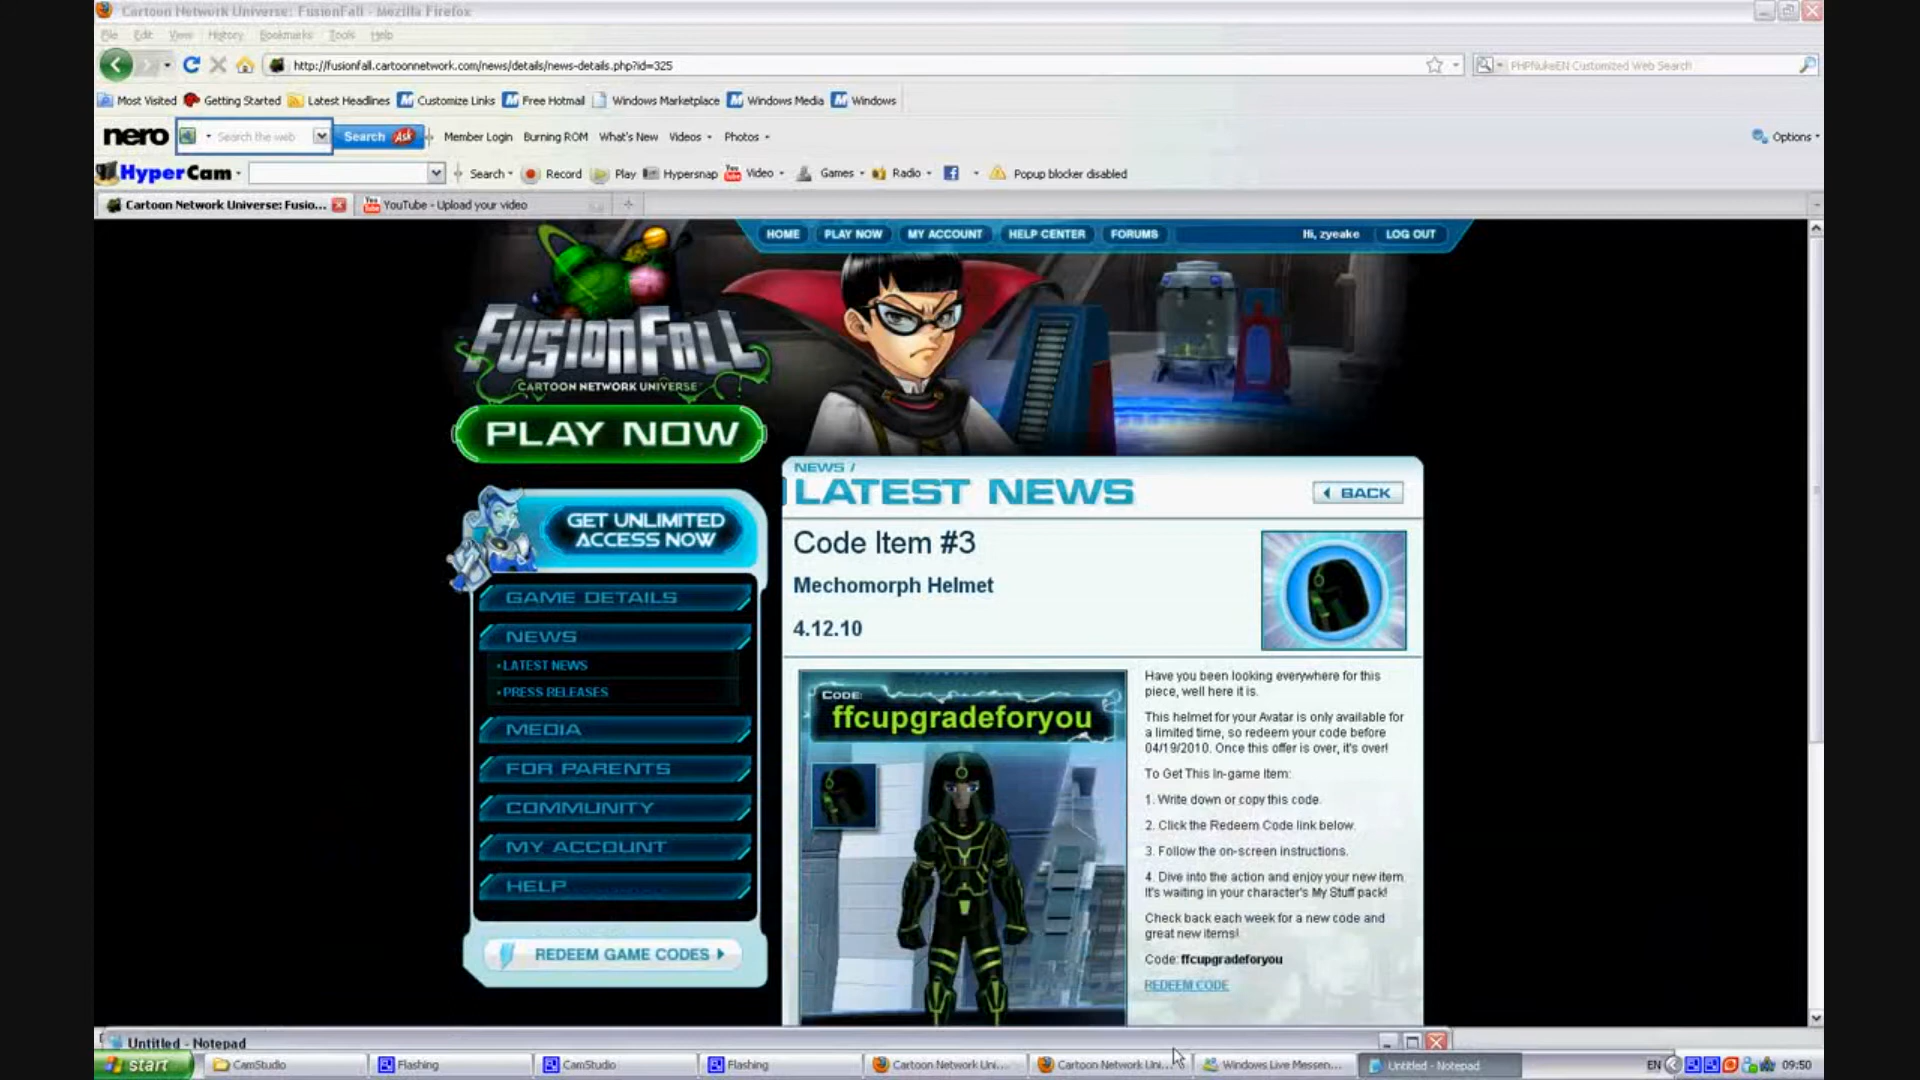 Cartoon Network Universe: FusionFall - Mozilla Firefox
File Edit View History Bookmarks Tools Help
http://fusionfall.cartoonnetwork.com/news/details/news-details.php?id=325
PHPNukeEN Customized Web Search
Most Visited Getting Started Latest Headlines Customize Links Free Hotmail Windows Marketplace Windows Media Windows
nero Search the web Search Ask Member Login Burning ROM What's New Videos Photos Options
HyperCam Search Record Play Hypersnap You Tube Video Games Radio Popup blocker disabled
Cartoon Network Universe: Fusio... YouTube - Upload your video
HOME PLAY NOW MY ACCOUNT HELP CENTER FORUMS Hi, zyeake LOG OUT
FUSIONFALL
CARTOON NETWORK UNIVERSE
PLAY NOW
GET UNLIMITED
ACCESS NOW
GAME DETAILS
NEWS
LATEST NEWS
PRESS RELEASES
MEDIA
FOR PARENTS
COMMUNITY
MY ACCOUNT
HELP
REDEEM GAME CODES
NEWS /
LATEST NEWS
BACK
Code Item #3
Mechomorph Helmet
4.12.10
CODE:
ffcupgradeforyou
Have you been looking everywhere for this
piece, well here it is.
This helmet for your Avatar is only available for
a limited time, so redeem your code before
04/19/2010. Once this offer is over, it's over!
To Get This In-game Item:
1. Write down or copy this code.
2. Click the Redeem Code link below.
3. Follow the on-screen instructions.
4. Dive into the action and enjoy your new item.
It's waiting in your character's My Stuff pack!
Check back each week for a new code and
great new items!
Code: ffcupgradeforyou
REDEEM CODE
Untitled - Notepad
start CamStudio Flashing CamStudio Flashing Cartoon Network Uni... Cartoon Network Uni... Windows Live Messen... Untitled - Notepad EN 09:50